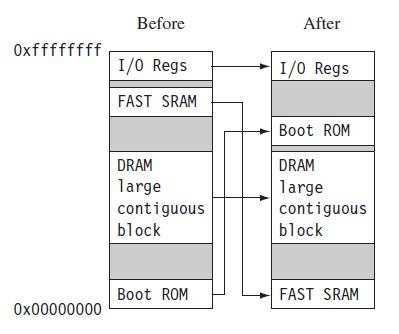 Before
After
0xffffffff
I/O Regs
FAST SRAM
DRAM
large
contiguous
block
Boot ROM
0x00000000
I/O Regs
Boot ROM
DRAM
large
contiguous
block
FAST SRAM